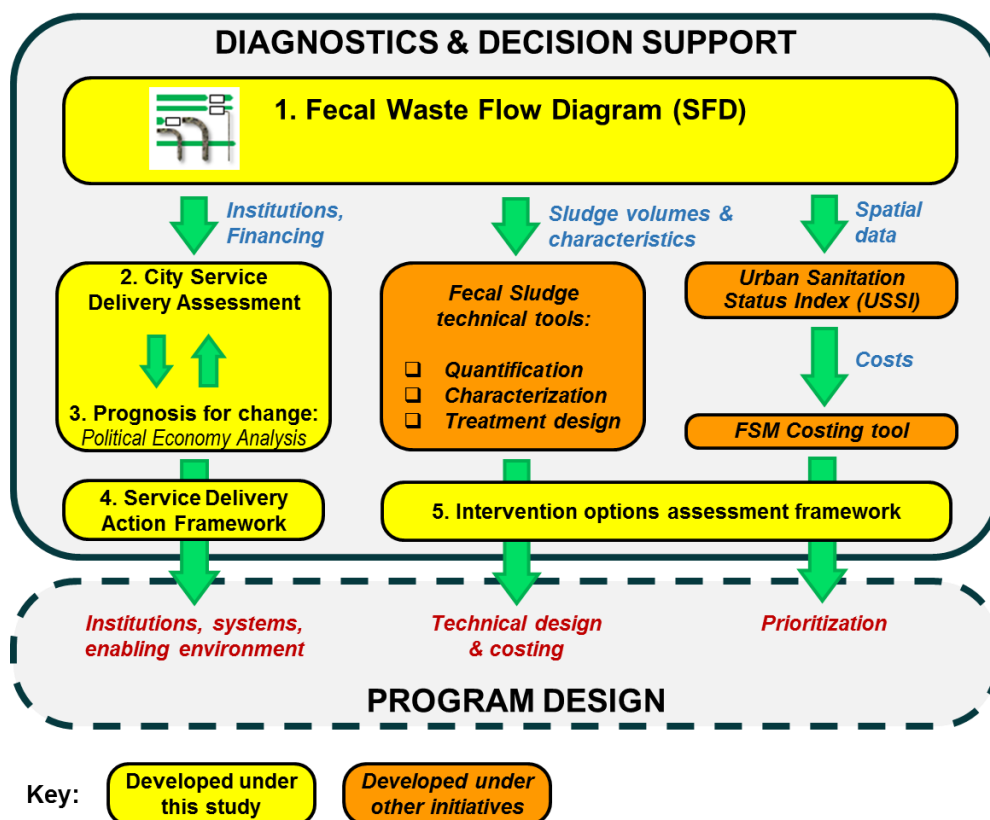 DIAGNOSTICS & DECISION SUPPORT
1. Fecal Waste Flow Diagram (SFD)
Institutions,
Financing
Sludge volumes &
characteristics
Spatial
data
2. City Service
Delivery Assessment
3. Prognosis for change:
Political Economy Analysis
Fecal Sludge
technical tools:
❑ Quantification
❑ Characterization
❑ Treatment design
Urban Sanitation
Status Index (USSI)
Costs
FSM Costing tool
4. Service Delivery
Action Framework
5. Intervention options assessment framework
Institutions, systems,
enabling environment
Technical design
& costing
Prioritization
PROGRAM DESIGN
Key:
Developed under
this study
Developed under
other initiatives